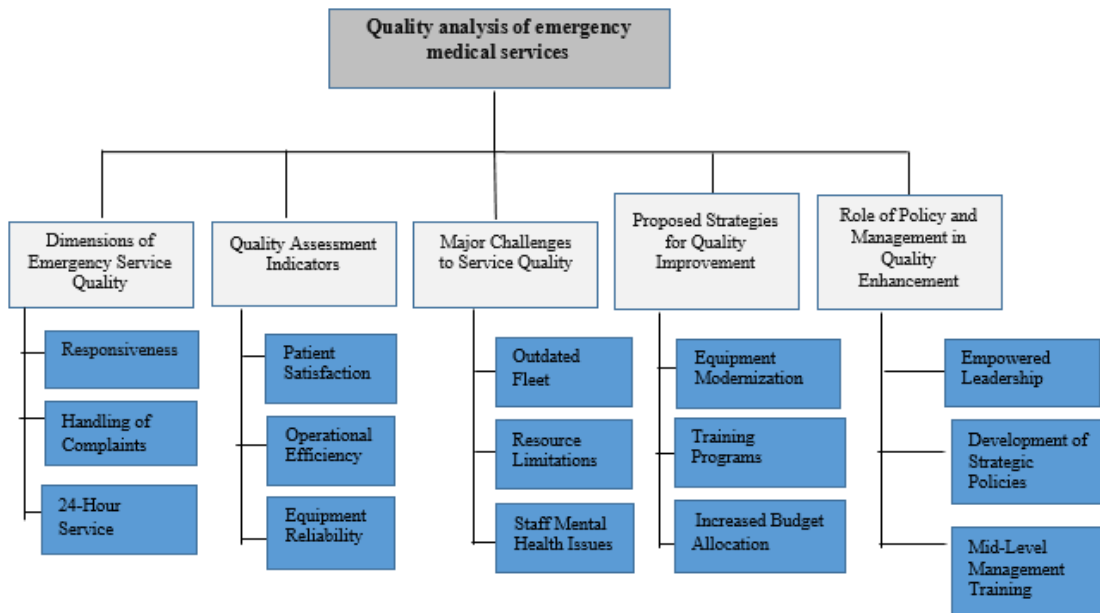 Quality analysis of emergency
medical services
Dimensions of
Emergency Service
Quality
Responsiveness
Handling of
Complaints
24-Hour
Service
Quality Assessment
Indicators
Patient
Satisfaction
Operational
Efficiency
Equipment
Reliability
Major Challenges
to Service Quality
Outdated
Fleet
Resource
Limitations
Staff Mental
Health Issues
Proposed Strategies
for Quality
Improvement
Equipment
Modernization
Training
Programs
Increased Budget
Allocation
Role of Policy and
Management in
Quality
Enhancement
Empowered
Leadership
Development of
Strategic
Policies
Mid-Level
Management
Training